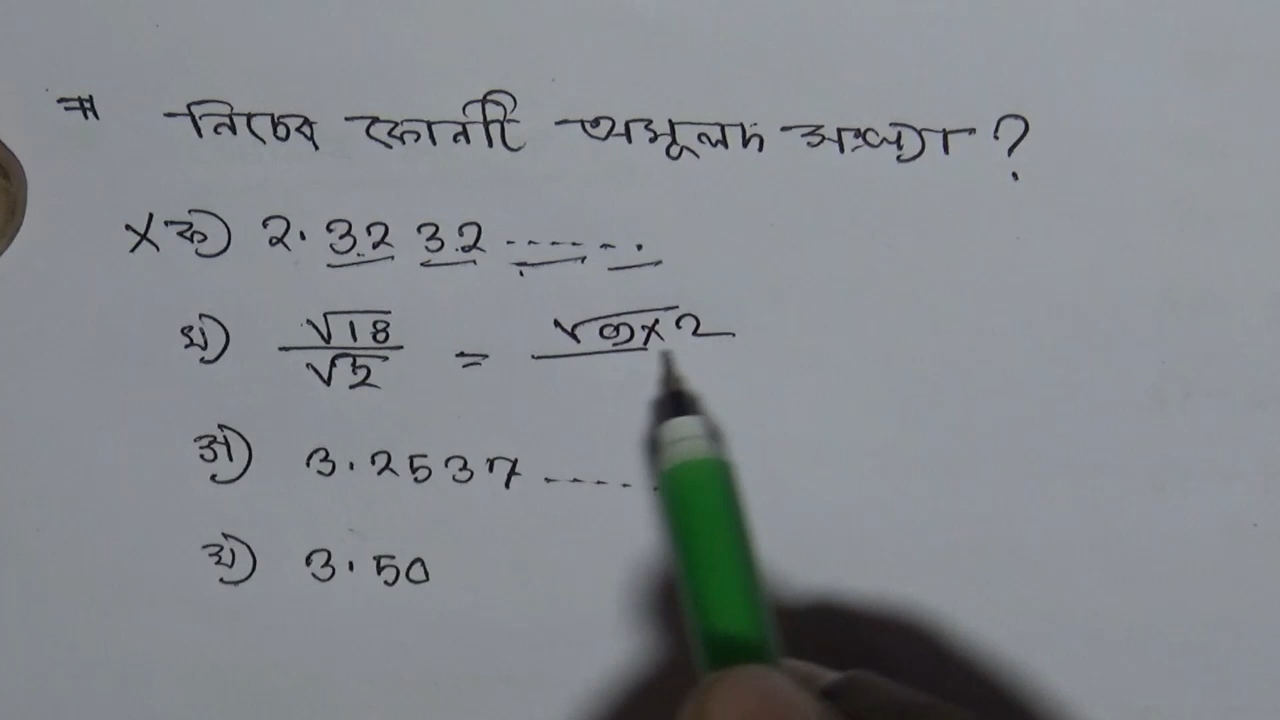 ⇒ নিচের কোনটি অমূলদ সংখ্যা ?
× ক) 2.3232.......
খ) √18/√2 = √9×2
গ) 3.2537......
ঘ) 3.50